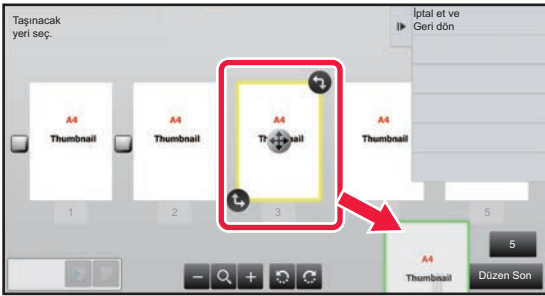 Taşınacak
yeri seç.
İptal et ve
Geri dön
A4
Thumbnail
A4
Thumbnail
A4
Thumbnail
A4
Thumbnail
1
2
3
5
A4
Thumbnail
5
Düzen Son